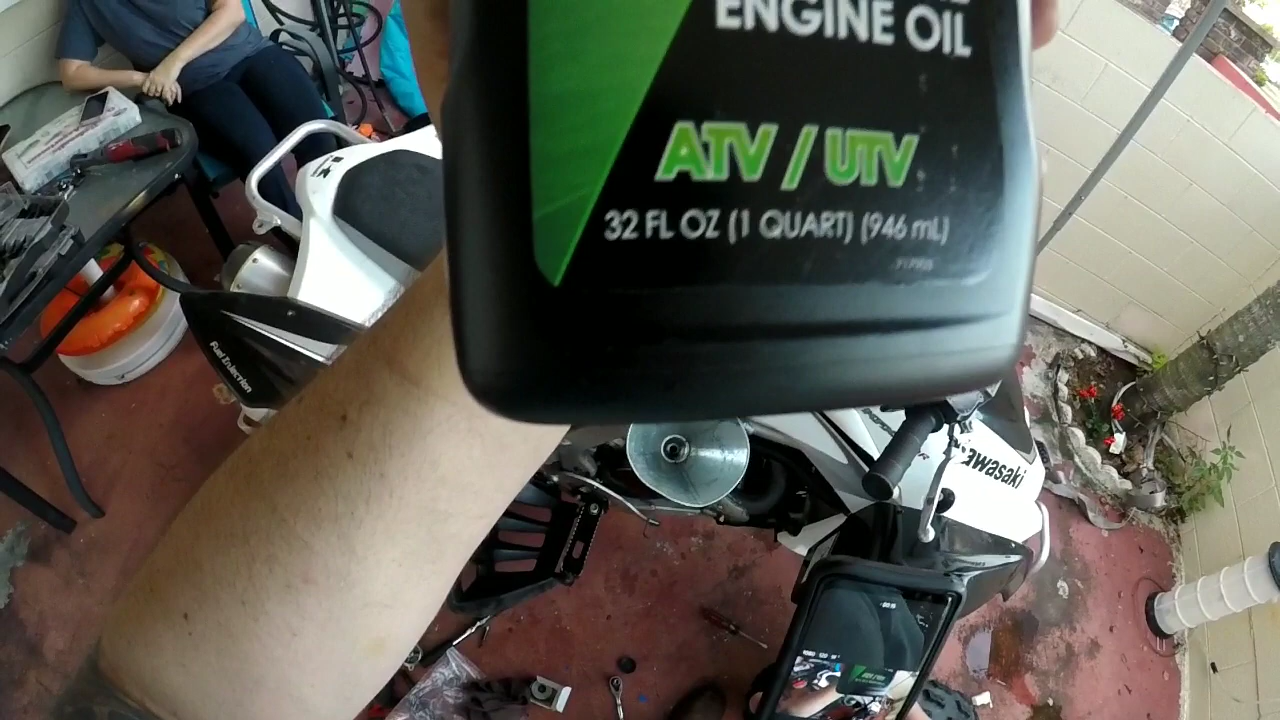 ENGINE OIL
ATV / UTV
32 FL OZ (1 QUART) (946 mL)
Fuel Injection
Kawasaki